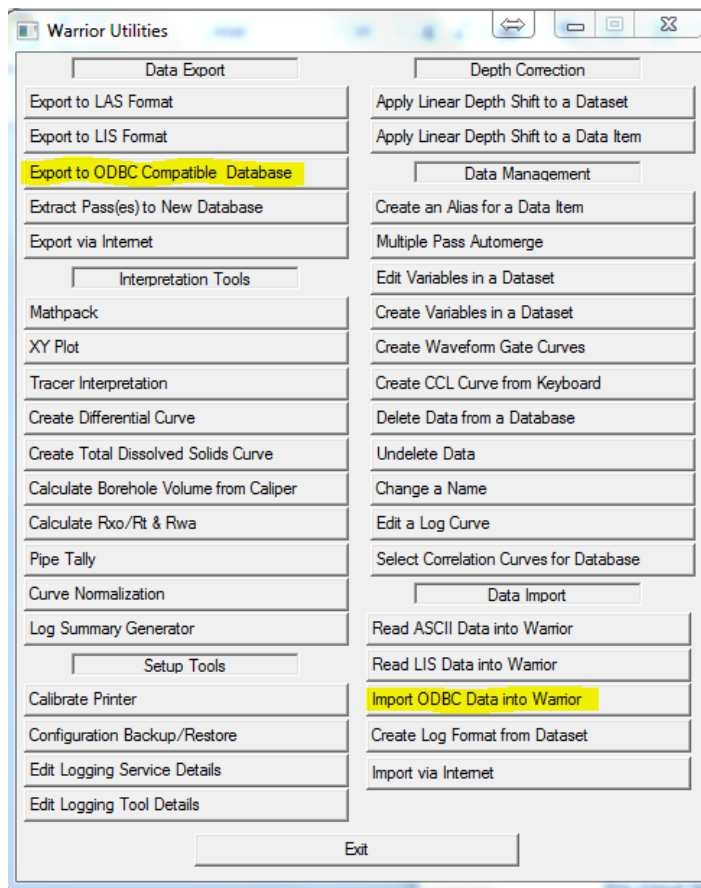 Warrior Utilities
Data Export
Export to LAS Format
Export to LIS Format
Export to ODBC Compatible Database
Extract Pass(es) to New Database
Export via Internet
Interpretation Tools
Mathpack
XY Plot
Tracer Interpretation
Create Differential Curve
Create Total Dissolved Solids Curve
Calculate Borehole Volume from Caliper
Calculate Rxo/Rt & Rwa
Pipe Tally
Curve Normalization
Log Summary Generator
Setup Tools
Calibrate Printer
Configuration Backup/Restore
Edit Logging Service Details
Edit Logging Tool Details
Depth Correction
Apply Linear Depth Shift to a Dataset
Apply Linear Depth Shift to a Data Item
Data Management
Create an Alias for a Data Item
Multiple Pass Automerge
Edit Variables in a Dataset
Create Variables in a Dataset
Create Waveform Gate Curves
Create CCL Curve from Keyboard
Delete Data from a Database
Undelete Data
Change a Name
Edit a Log Curve
Select Correlation Curves for Database
Data Import
Read ASCII Data into Warrior
Read LIS Data into Warrior
Import ODBC Data into Warrior
Create Log Format from Dataset
Import via Internet
Exit